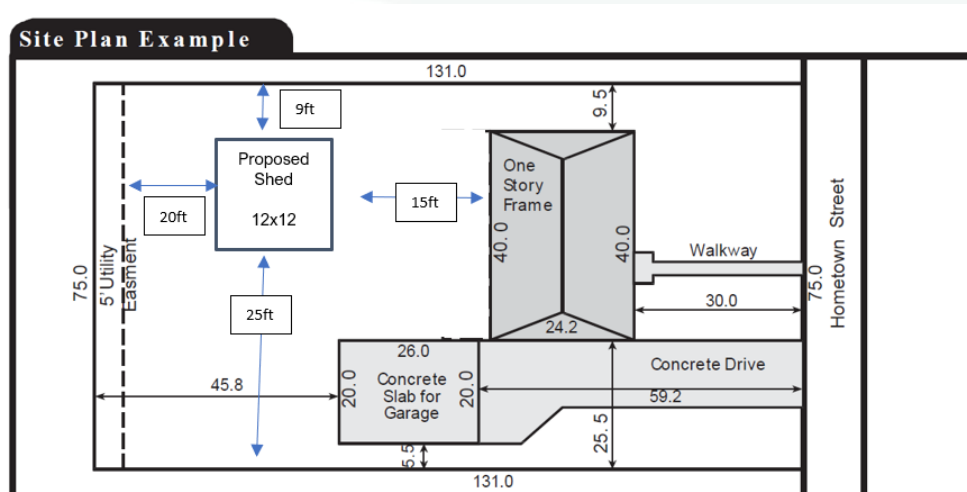 Site Plan Example
131.0
9ft
9.5
Proposed
Shed
12x12
One
Story
Frame
20ft
15ft
40.0
40.0
Walkway
75.0
5' Utility
Easment
25ft
30.0
75.0
Hometown Street
24.2
26.0
Concrete Drive
45.8
20.0
Concrete
Slab for
Garage
20.0
59.2
25.5
5.5
131.0